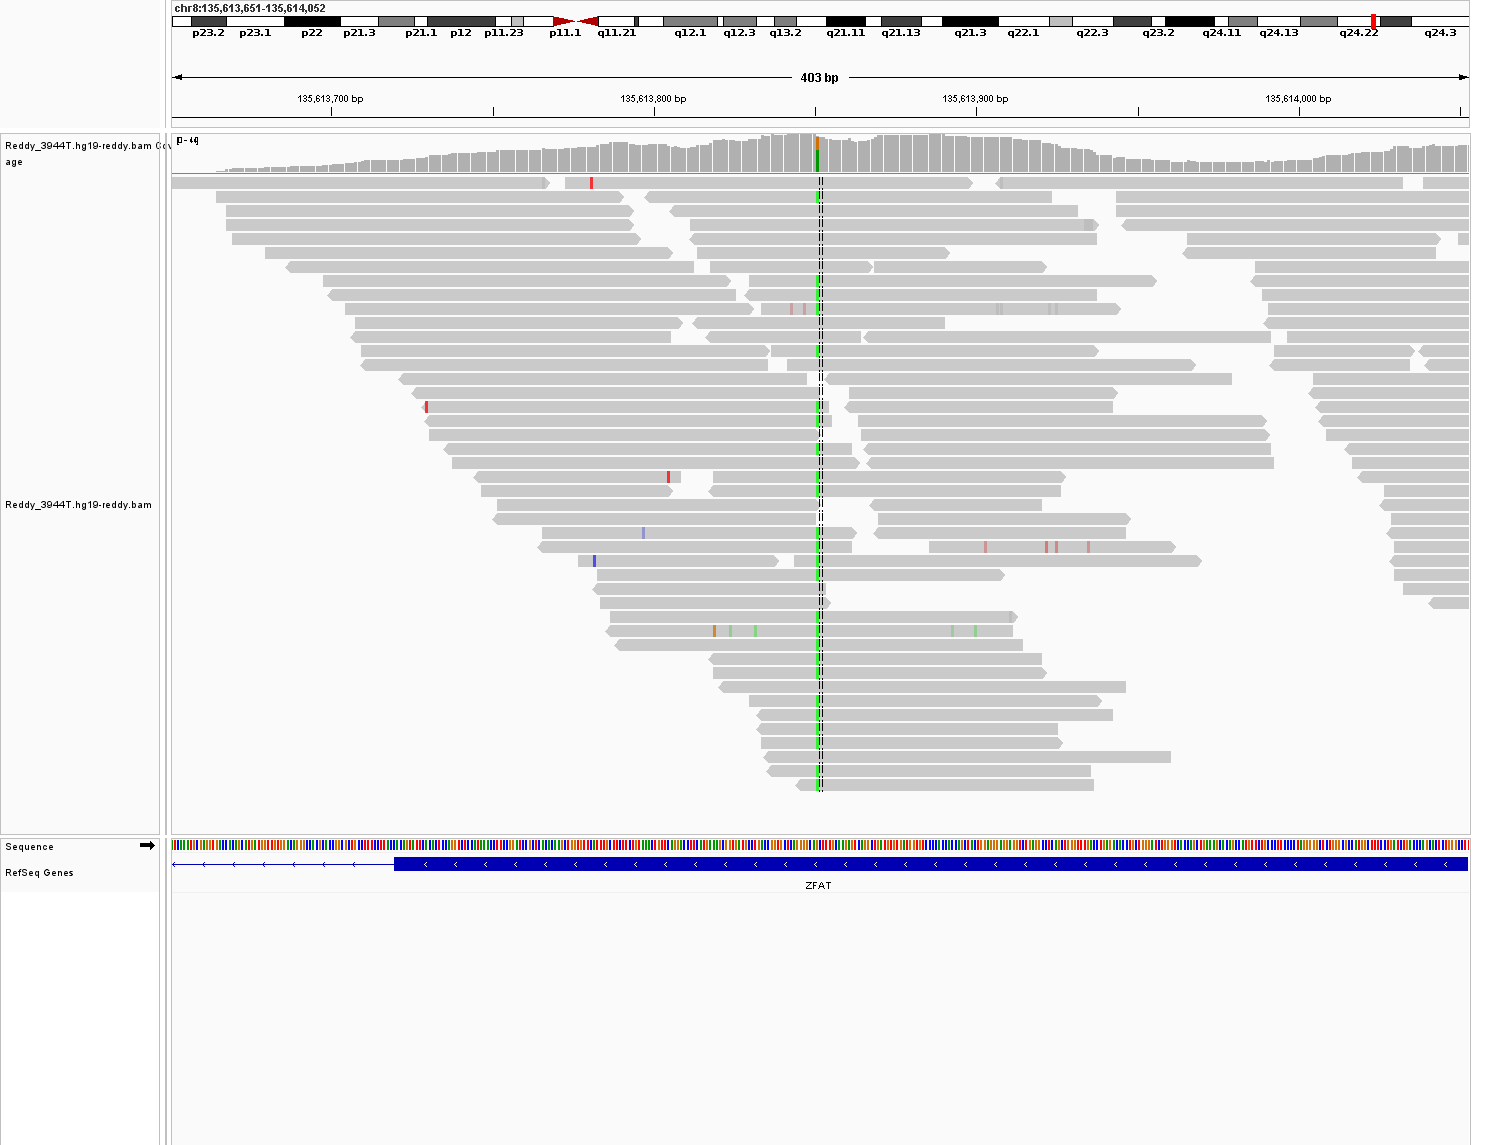 chr8:135,613,651-135,614,052
p23.2 p23.1 p22 p21.3 p21.1 p12 p11.23 p11.1 q11.21 q12.1 q12.3 q13.2 q21.11 q21.13 q21.3 q22.1 q22.3 q23.2 q24.11 q24.13 q24.22 q24.3
403 bp
135,613,700 bp 135,613,800 bp 135,613,900 bp 135,614,000 bp
Reddy_3944T.hg19-reddy.bam Cov
age
Reddy_3944T.hg19-reddy.bam
Sequence
RefSeq Genes
ZFAT